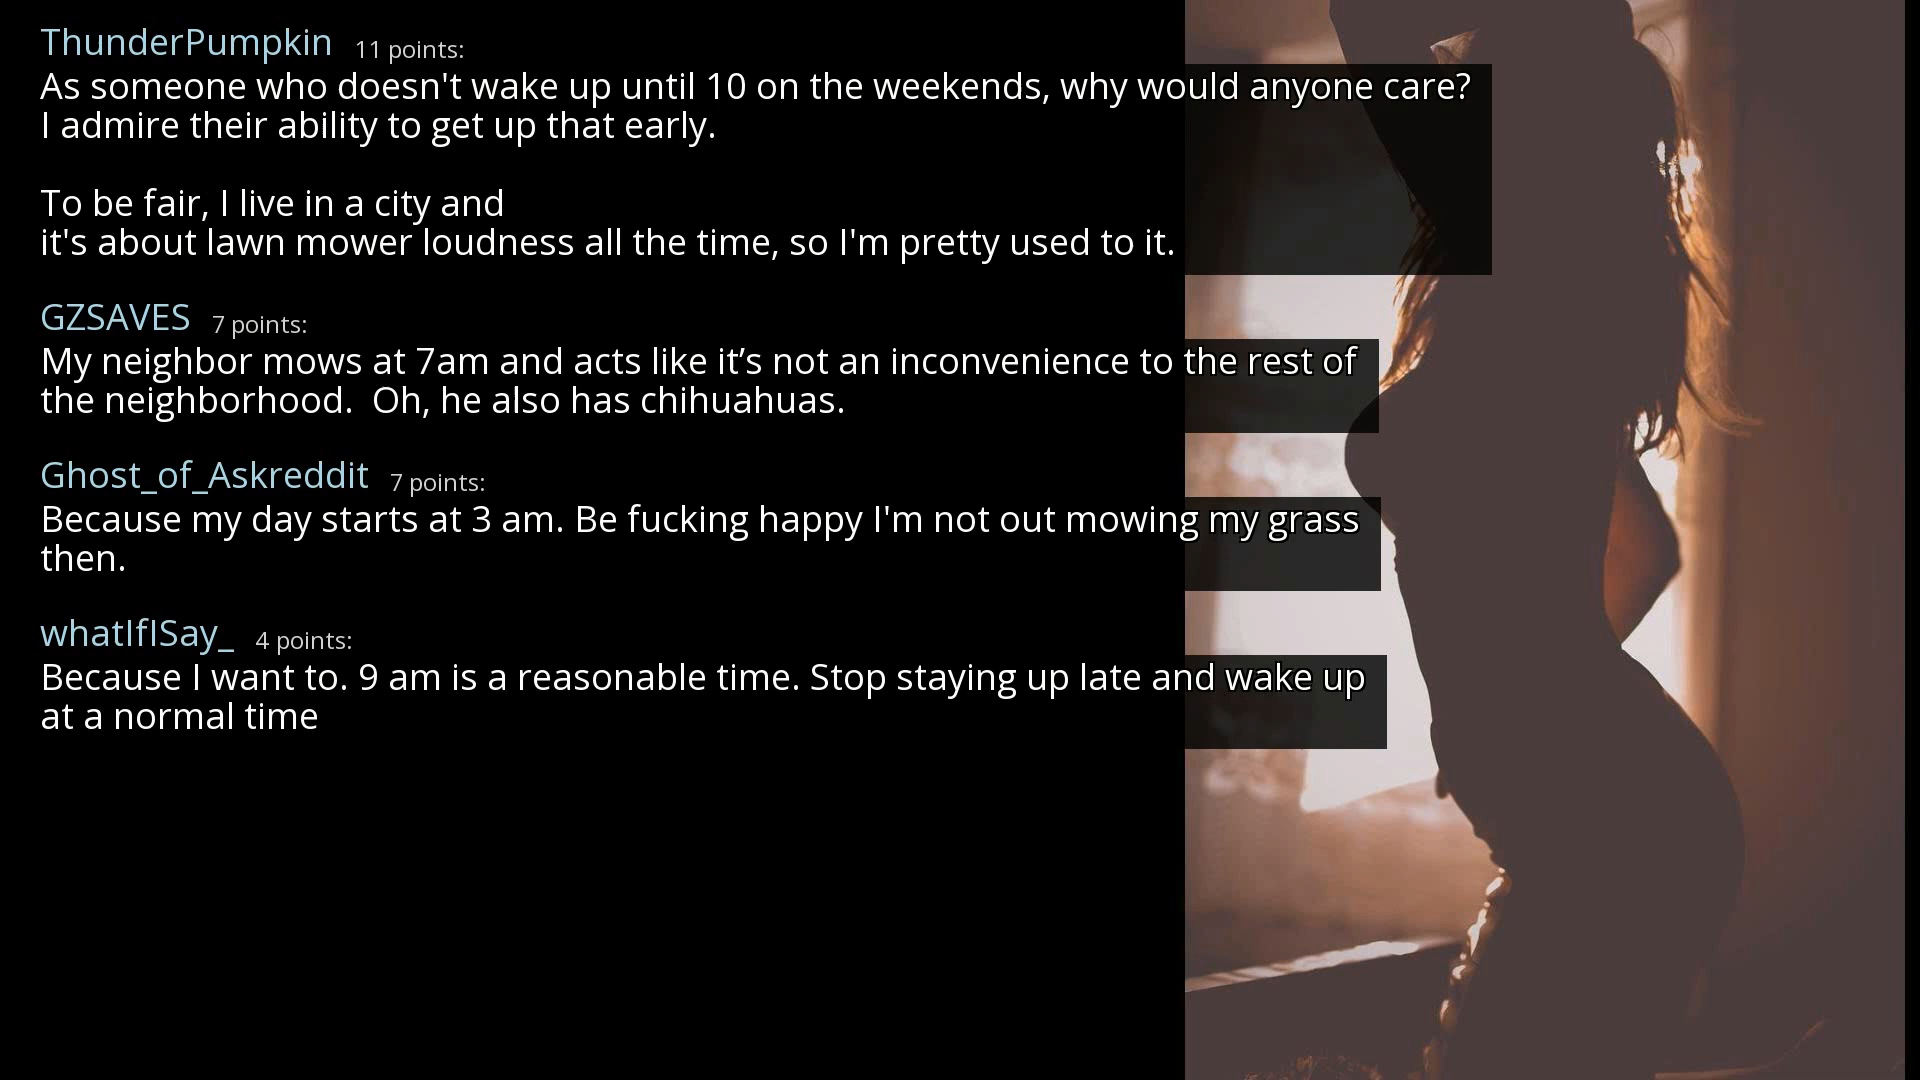 ThunderPumpkin 11 points:
As someone who doesn't wake up until 10 on the weekends, why would anyone care?
I admire their ability to get up that early.
To be fair, I live in a city and
it's about lawn mower loudness all the time, so I'm pretty used to it.
GZSAVES 7 points:
My neighbor mows at 7am and acts like it’s not an inconvenience to the rest of
the neighborhood.  Oh, he also has chihuahuas.
Ghost_of_Askreddit 7 points:
Because my day starts at 3 am. Be fucking happy I'm not out mowing my grass
then.
whatIfISay_ 4 points:
Because I want to. 9 am is a reasonable time. Stop staying up late and wake up
at a normal time